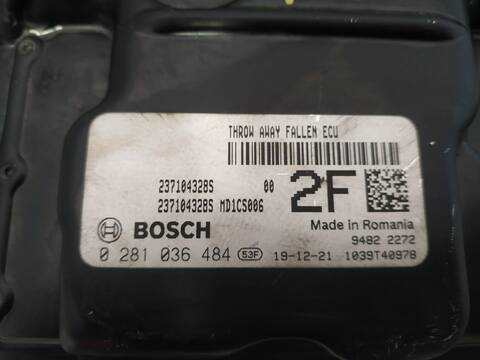 THROW AWAY FALLEN ECU
237104328S 00
237104328S MD1CS006
2F
BOSCH
Made in Romania
9482 2272
0 281 036 484 53F 19-12-21 1039T40978